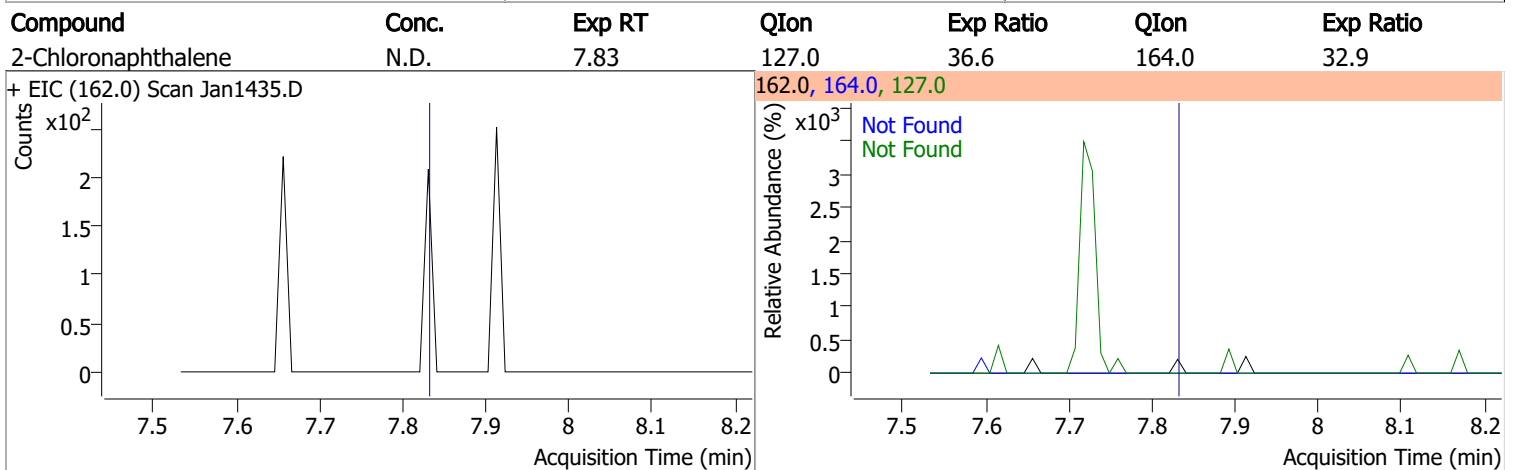 Compound Conc. Exp RT QIon Exp Ratio QIon Exp Ratio
2-Chloronaphthalene N.D. 7.83 127.0 36.6 164.0 32.9
+ EIC (162.0) Scan Jan1435.D
Counts
x10²
2
1.5
1
0.5
0
7.5 7.6 7.7 7.8 7.9 8 8.1 8.2
Acquisition Time (min)
162.0, 164.0, 127.0
Relative Abundance (%)
x10³
Not Found
Not Found
3
2.5
2
1.5
1
0.5
0
7.5 7.6 7.7 7.8 7.9 8 8.1 8.2
Acquisition Time (min)